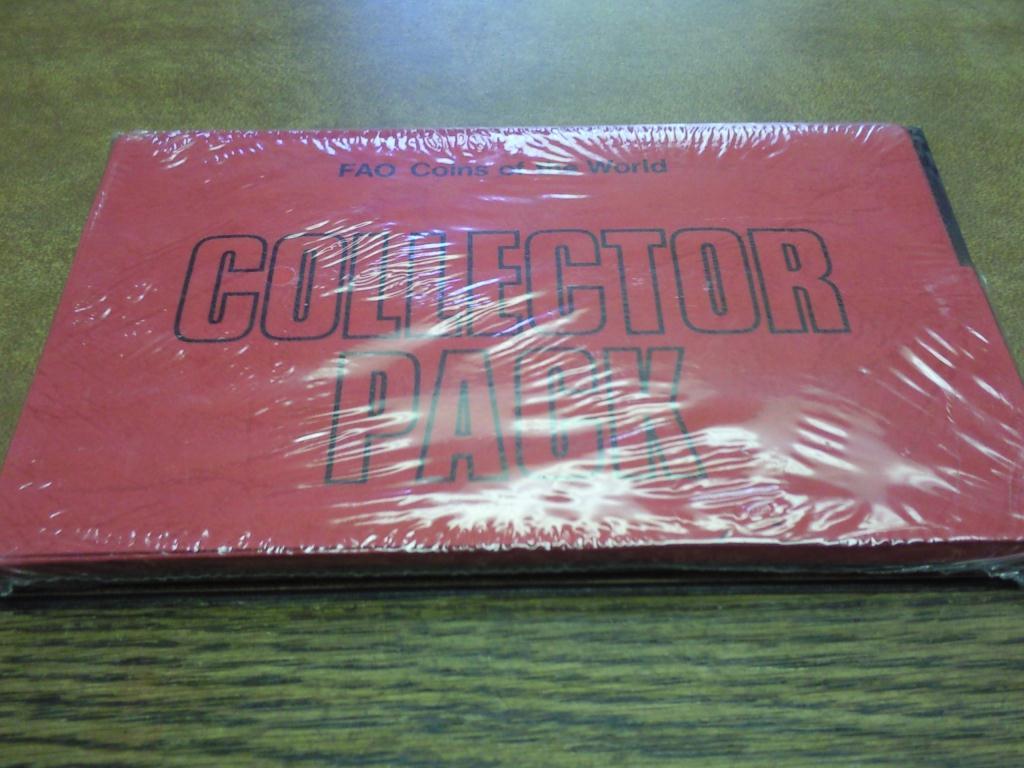 FAO Coins of the World
COLLECTOR
PACK